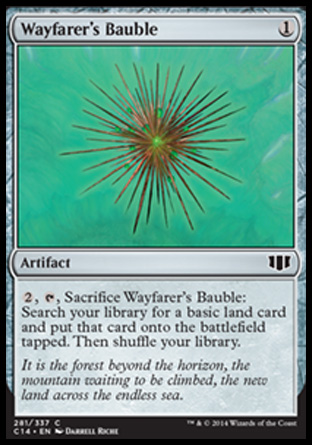 Wayfarer's Bauble 1
Artifact
2, , Sacrifice Wayfarer's Bauble:
Search your library for a basic land card
and put that card onto the battlefield
tapped. Then shuffle your library.
It is the forest beyond the horizon, the
mountain waiting to be climbed, the new
land across the endless sea.
281/337 C
C14 • EN DARRELL RICHE
™ & © 2014 Wizards of the Coast